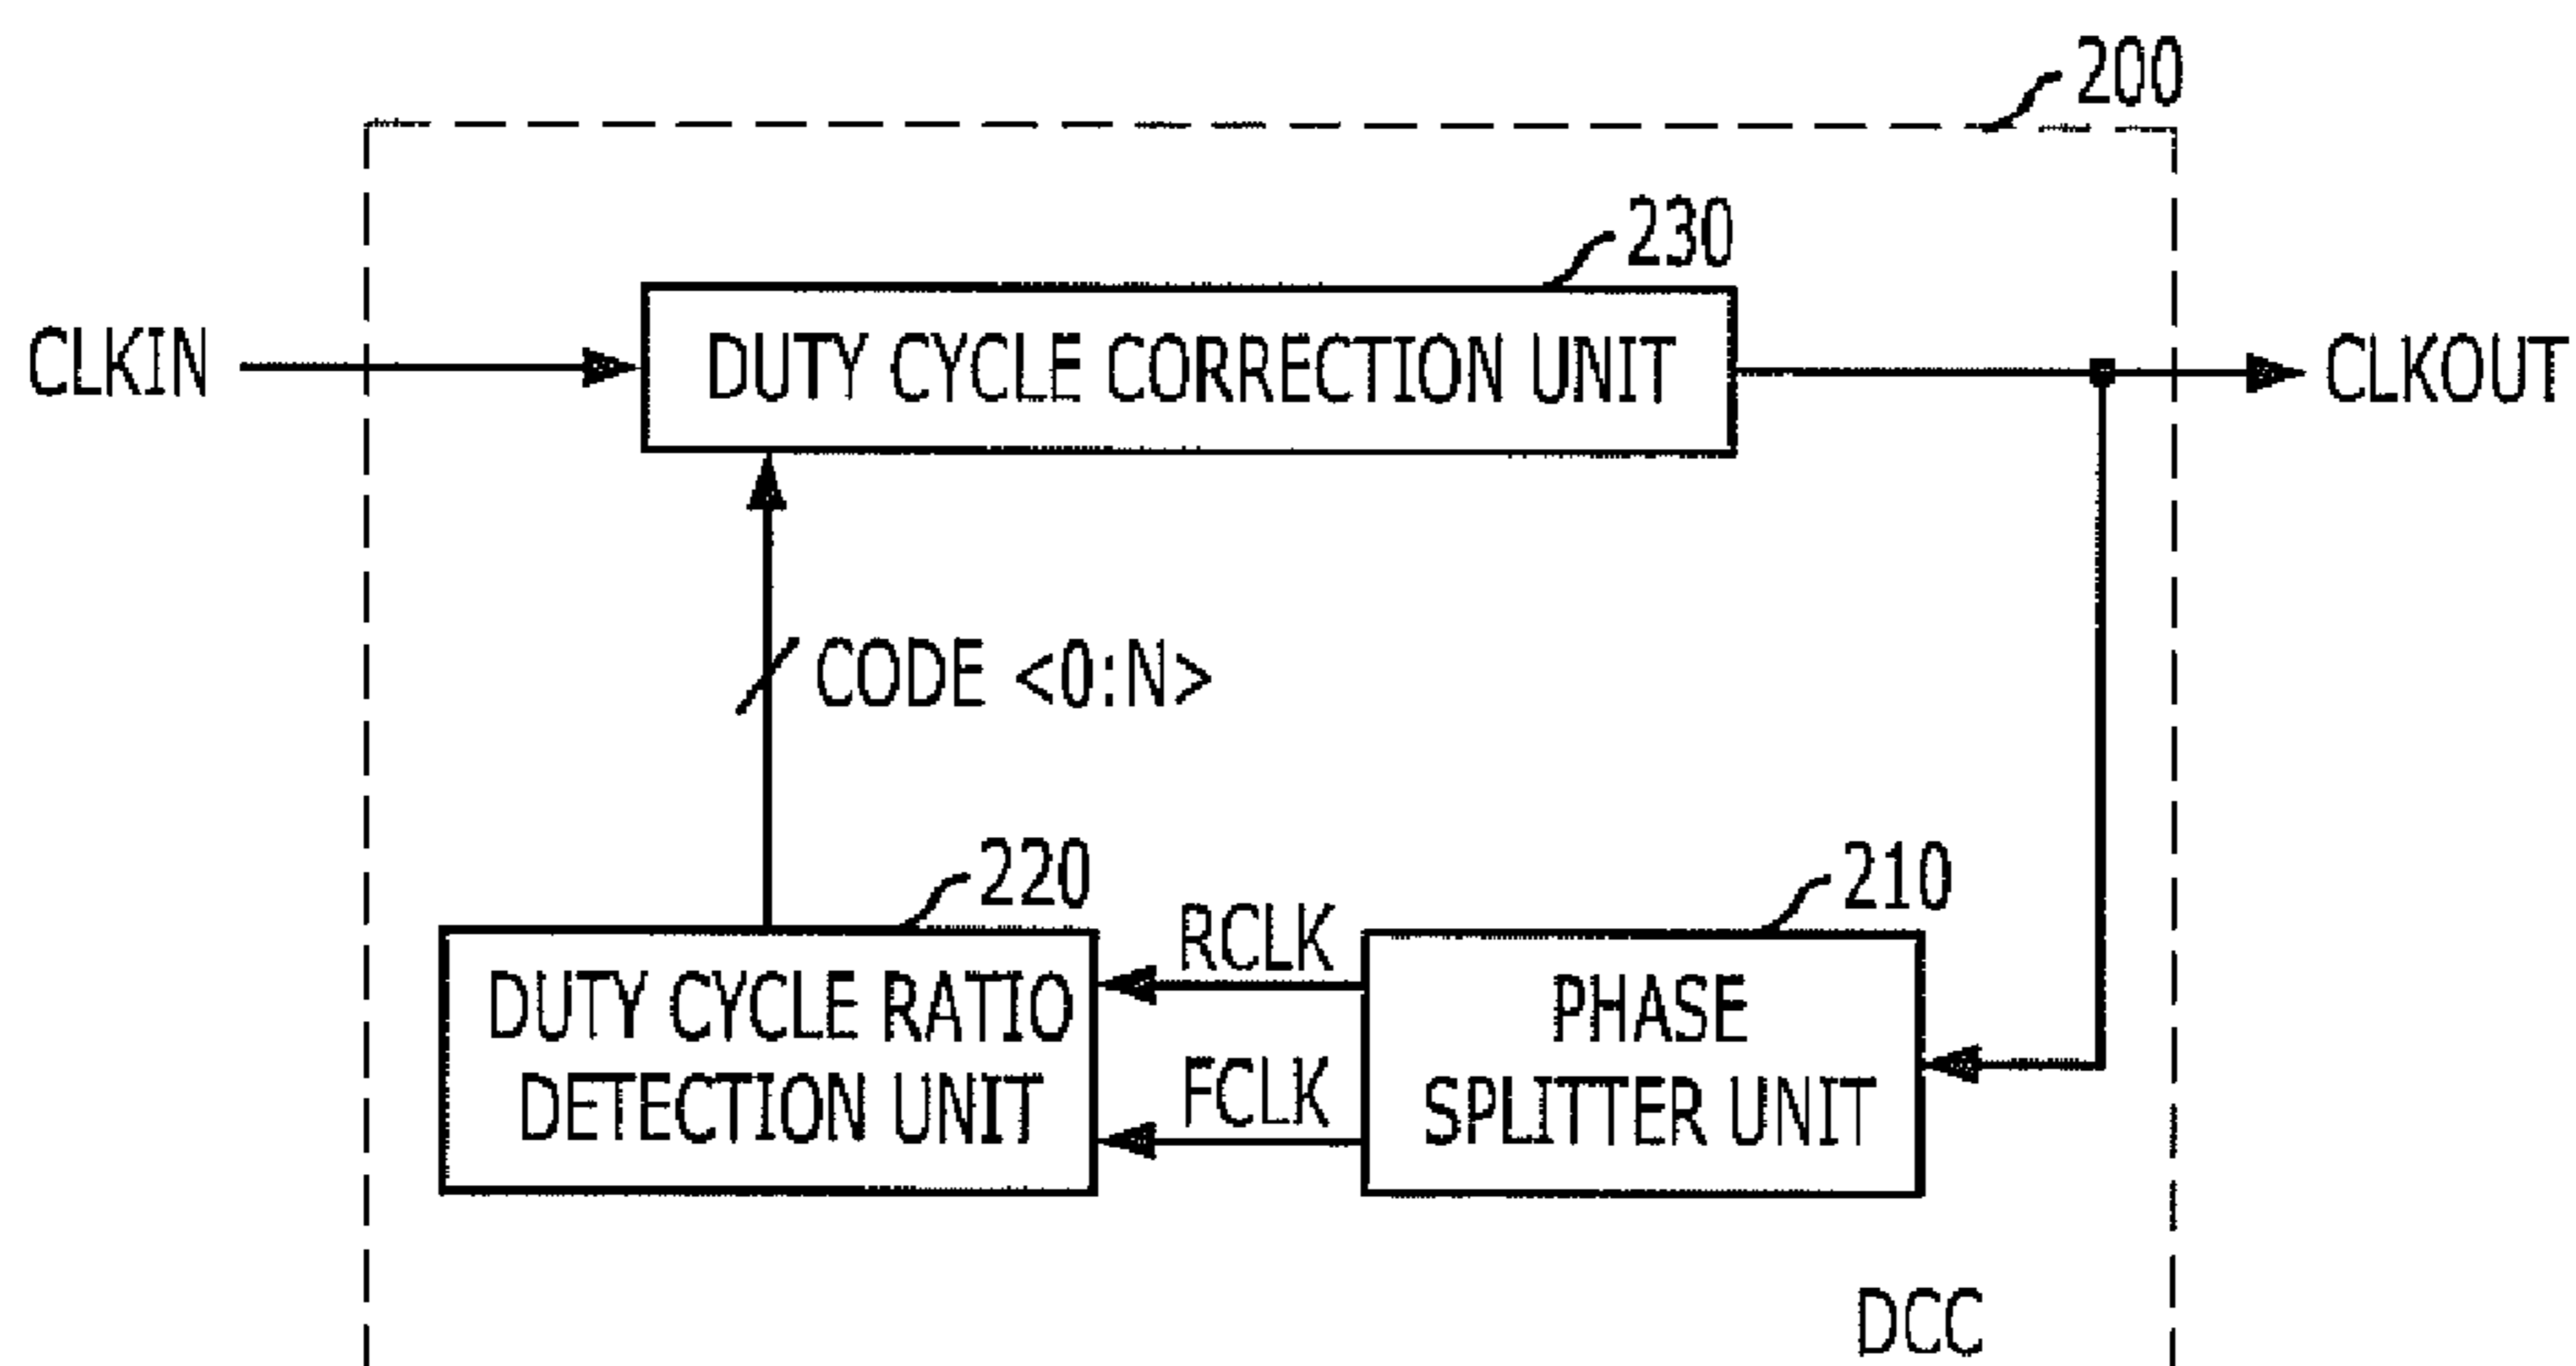 200
230
CLKIN
DUTY CYCLE CORRECTION UNIT
CLKOUT
CODE <0:N>
220
210
RCLK
DUTY CYCLE RATIO
DETECTION UNIT
PHASE
SPLITTER UNIT
FCLK
DCC